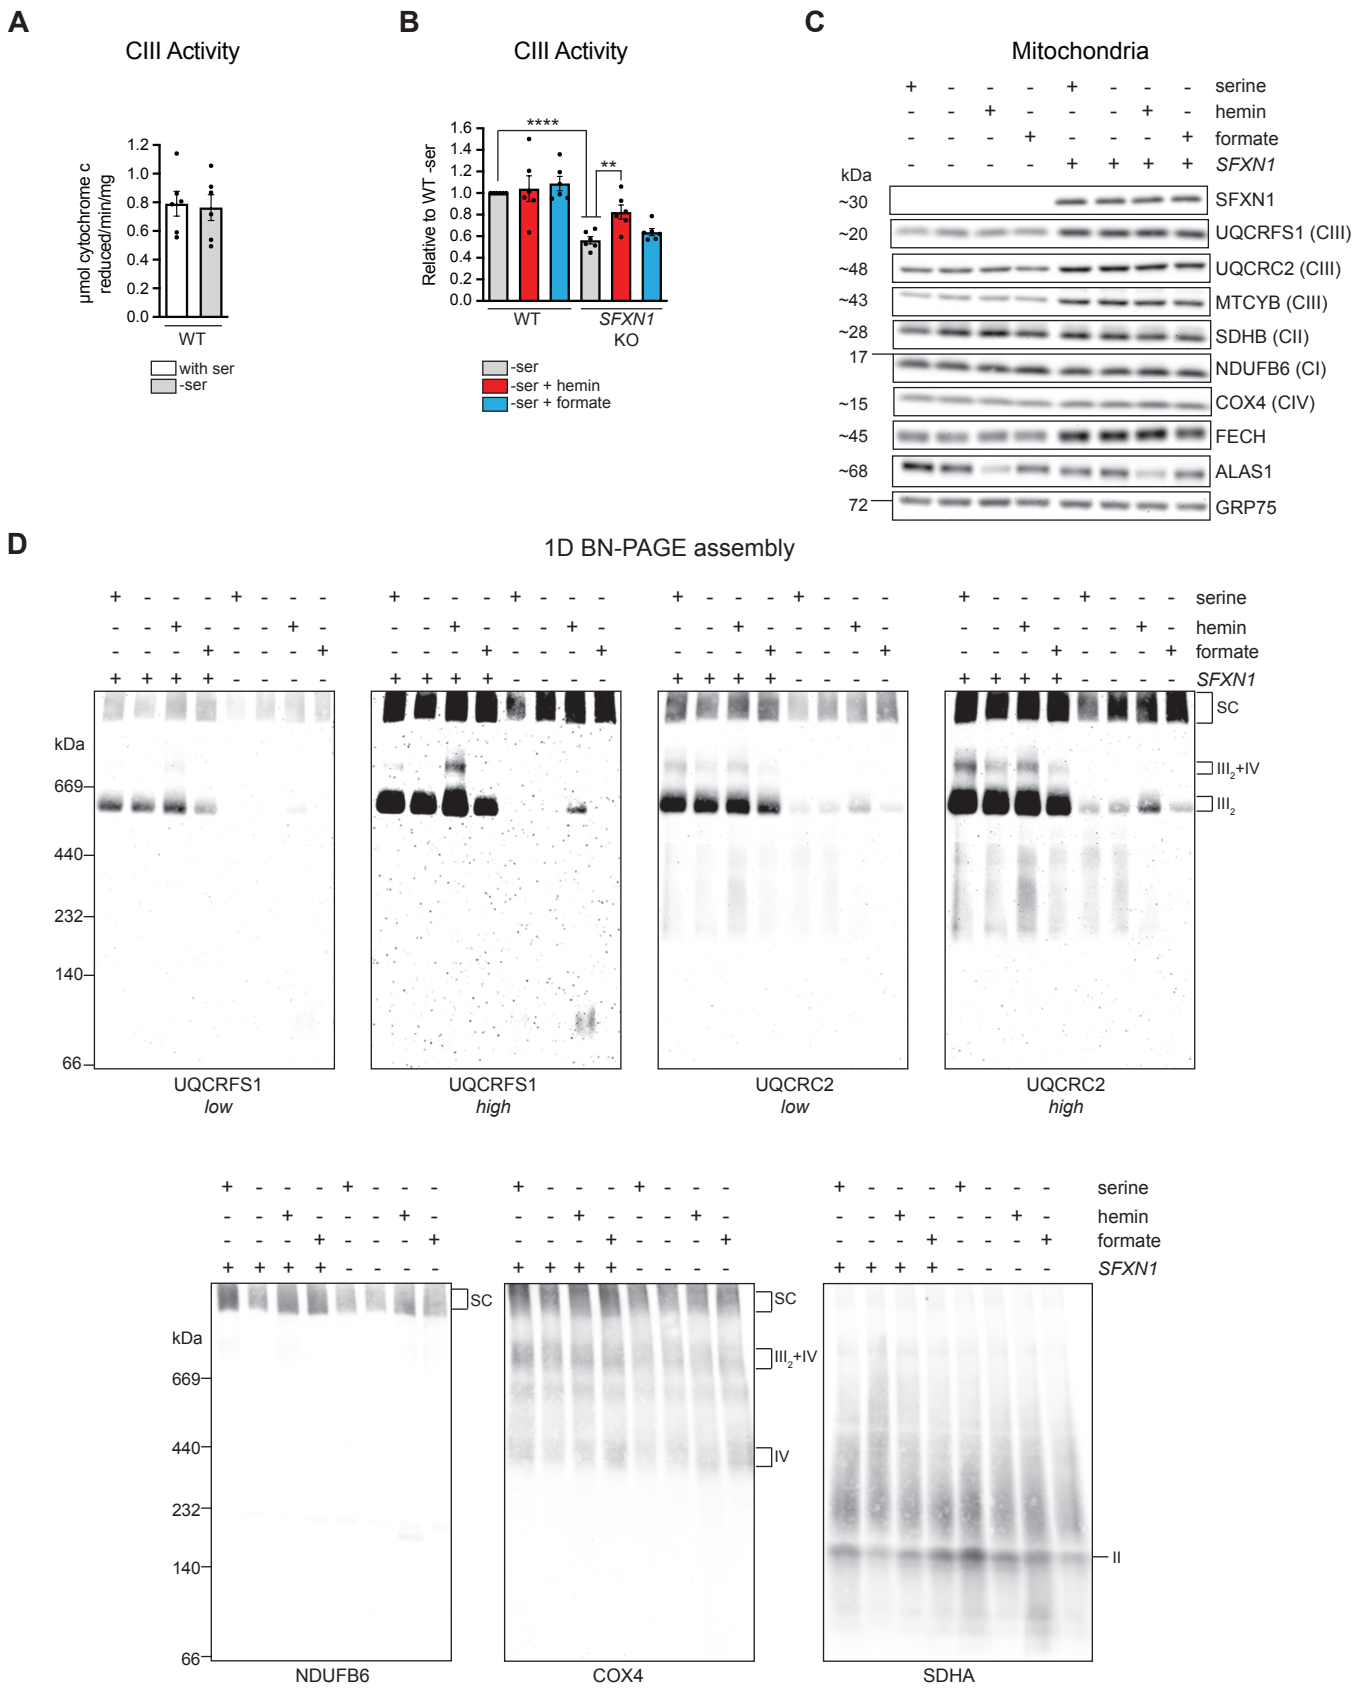 A
CIII Activity
μmol cytochrome c
reduced/min/mg
1.2
1.0
0.8
0.6
0.4
0.2
0.0
WT
with ser
-ser
B
CIII Activity
Relative to WT -ser
1.6
1.4
1.2
1.0
0.8
0.6
0.4
0.2
0.0
****
**
WT
SFXN1
KO
-ser
-ser + hemin
-ser + formate
C
Mitochondria
+ - - - + - - - serine
- - + - - - + - hemin
- - - + - - - + formate
- - - - + + + + SFXN1
kDa
~30 SFXN1
~20 UQCRFS1 (CIII)
~48 UQCRC2 (CIII)
~43 MTCYB (CIII)
~28 SDHB (CII)
17 NDUFB6 (CI)
~15 COX4 (CIV)
~45 FECH
~68 ALAS1
72 GRP75
D
1D BN-PAGE assembly
+ - - - + - - - + - - - + - - - + - - - + - - - + - - - + - - - serine
- - + - - - + - - - + - - - + - - - + - - - + - - - + - - - + - hemin
- - - + - - - + - - - + - - - + - - - + - - - + - - - + - - - + formate
+ + + + - - - - + + + + - - - - + + + + - - - - + + + + - - - - SFXN1
SC
III2+IV
III2
kDa
669
440
232
140
66
UQCRFS1
low
UQCRFS1
high
UQCRC2
low
UQCRC2
high
+ - - - + - - - + - - - + - - - + - - - + - - - serine
- - + - - - + - - - + - - - + - - - + - - - + - hemin
- - - + - - - + - - - + - - - + - - - + - - - + formate
+ + + + - - - - + + + + - - - - + + + + - - - - SFXN1
kDa
669
440
232
140
66
SC
SC
III2+IV
IV
II
NDUFB6
COX4
SDHA